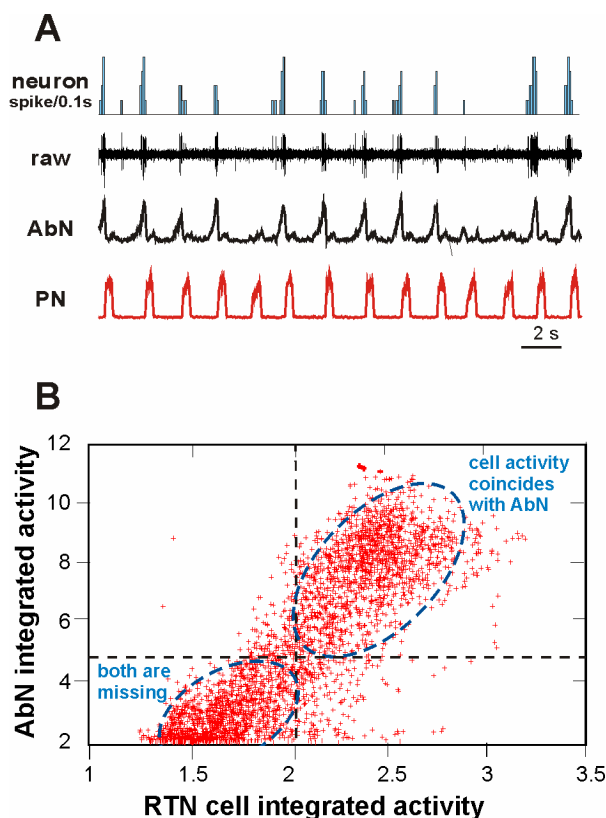 A
neuron
spike/0.1s
raw
AbN
PN
2 s
B
AbN integrated activity
12
10
8
6
4
2
cell activity
coincides
with AbN
both are
missing
1
1.5
2
2.5
3
3.5
RTN cell integrated activity